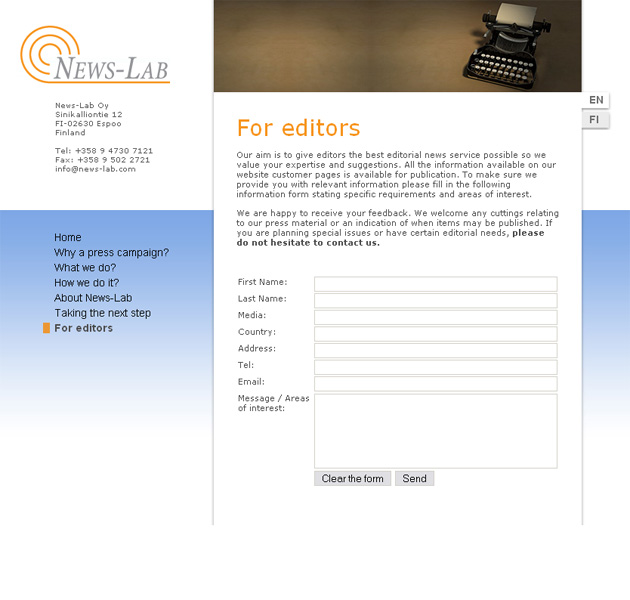 NEWS-LAB
News-Lab Oy
Sinikalliontie 12
FI-02630 Espoo
Finland
Tel: +358 9 4730 7121
Fax: +358 9 502 2721
info@news-lab.com
Home
Why a press campaign?
What we do?
How we do it?
About News-Lab
Taking the next step
For editors
EN
FI
For editors
Our aim is to give editors the best editorial news service possible so we
value your expertise and suggestions. All the information available on our
website customer pages is available for publication. To make sure we
provide you with relevant information please fill in the following
information form stating specific requirements and areas of interest.
We are happy to receive your feedback. We welcome any cuttings relating
to our press material or an indication of when items may be published. If
you are planning special issues or have certain editorial needs, please
do not hesitate to contact us.
First Name:
Last Name:
Media:
Country:
Address:
Tel:
Email:
Message / Areas
of interest:
Clear the form
Send